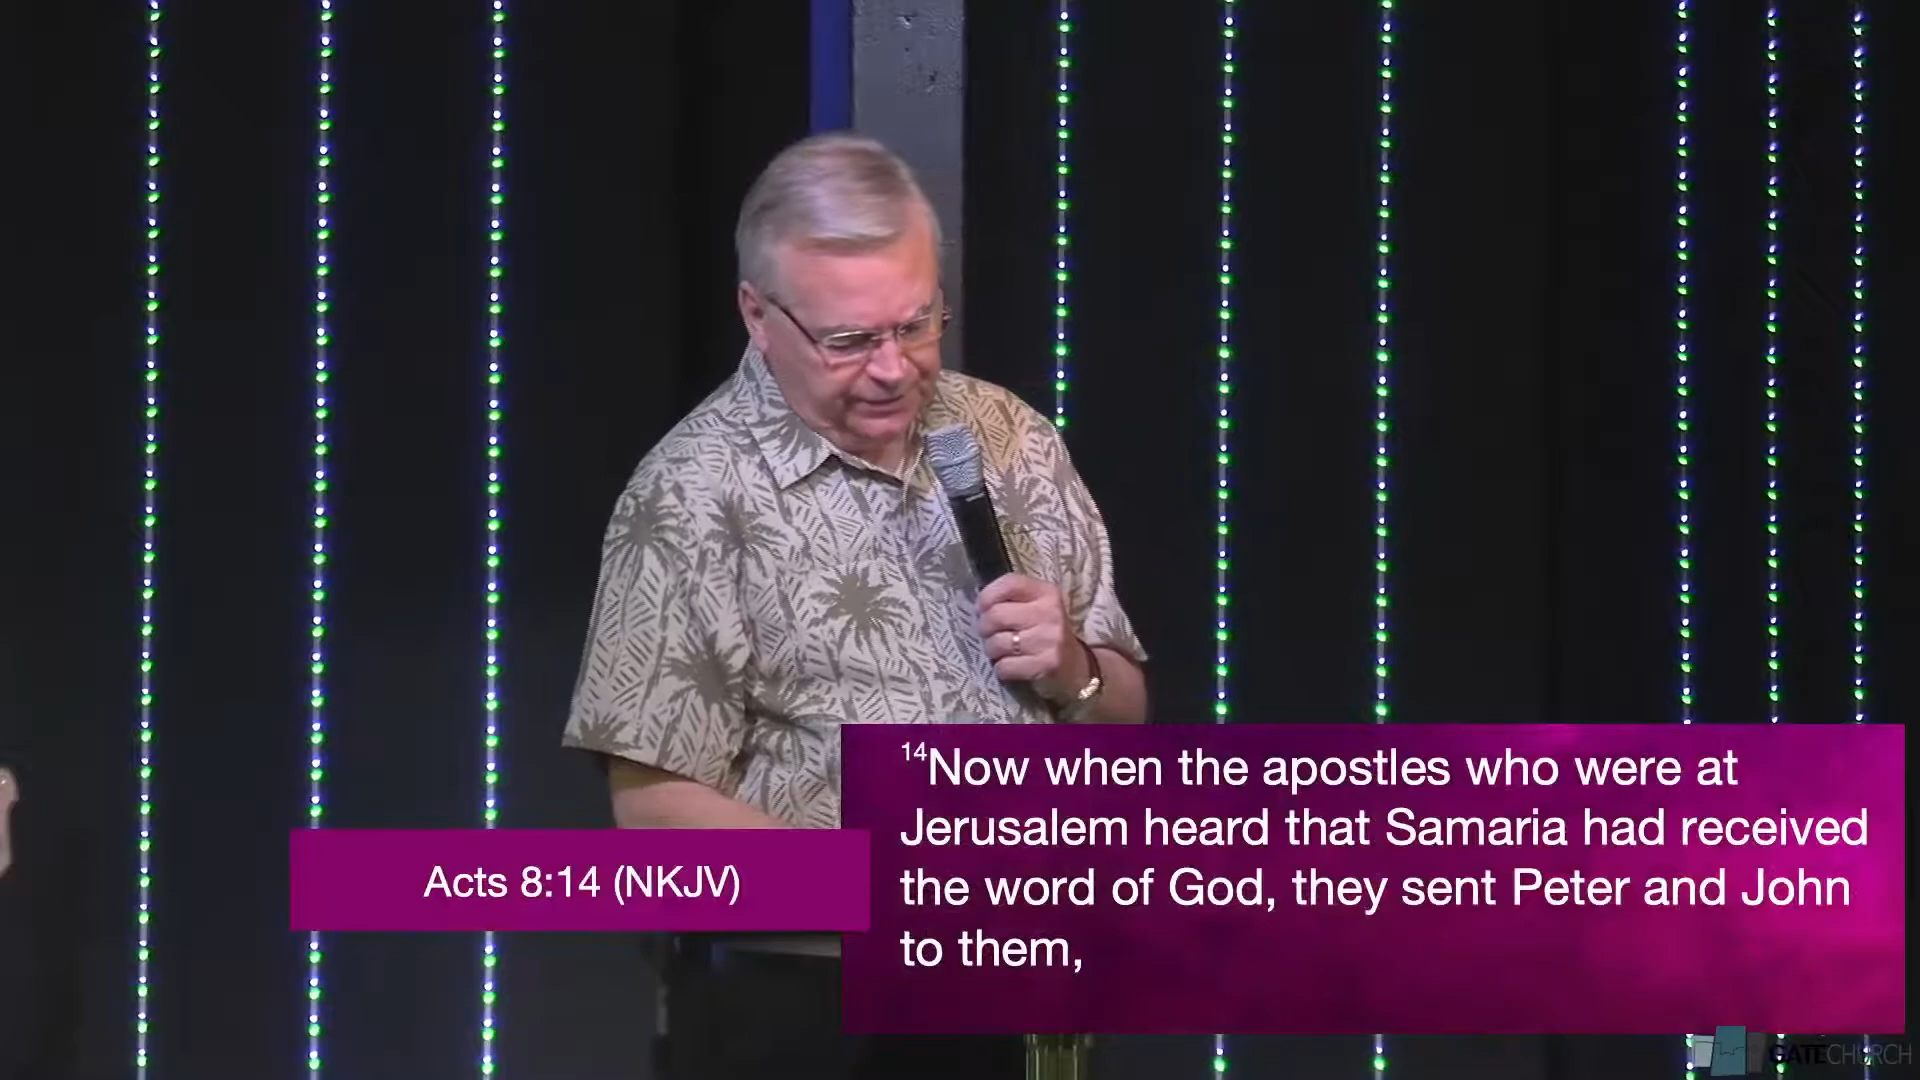 ¹⁴Now when the apostles who were at
Jerusalem heard that Samaria had received
the word of God, they sent Peter and John
to them,
Acts 8:14 (NKJV)
GATECHURCH